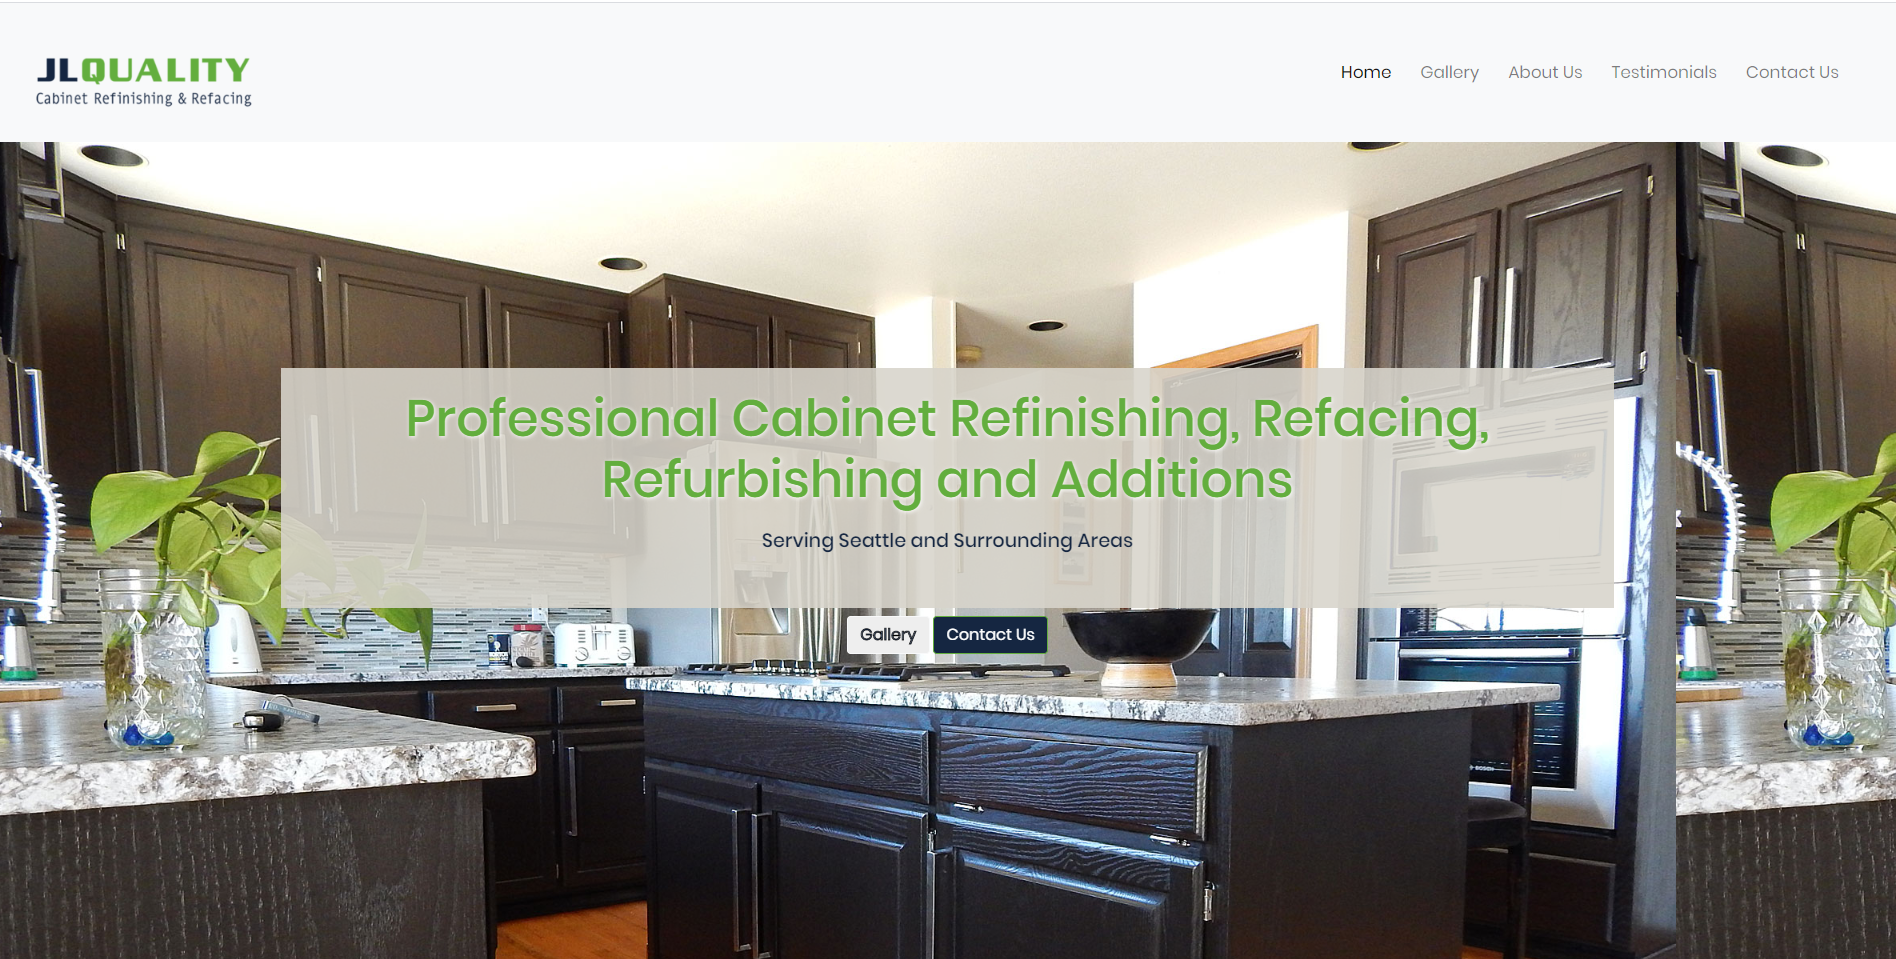 JLQUALITY
Cabinet Refinishing & Refacing
Home Gallery About Us Testimonials Contact Us
Professional Cabinet Refinishing, Refacing,
Refurbishing and Additions
Serving Seattle and Surrounding Areas
Gallery Contact Us
BOSCH